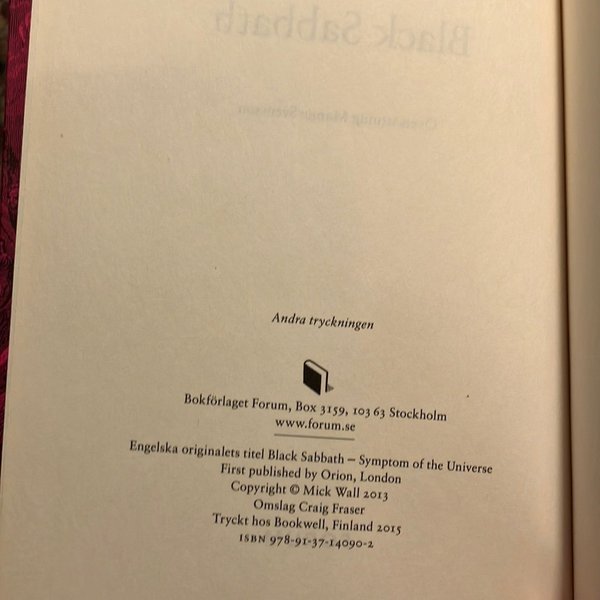 Black Sabbath
Andra tryckningen
Bokförlaget Forum, Box 3159, 103 63 Stockholm
www.forum.se
Engelska originalets titel Black Sabbath – Symptom of the Universe
First published by Orion, London
Copyright © Mick Wall 2013
Omslag Craig Fraser
Tryckt hos Bookwell, Finland 2015
ISBN 978-91-37-14090-2